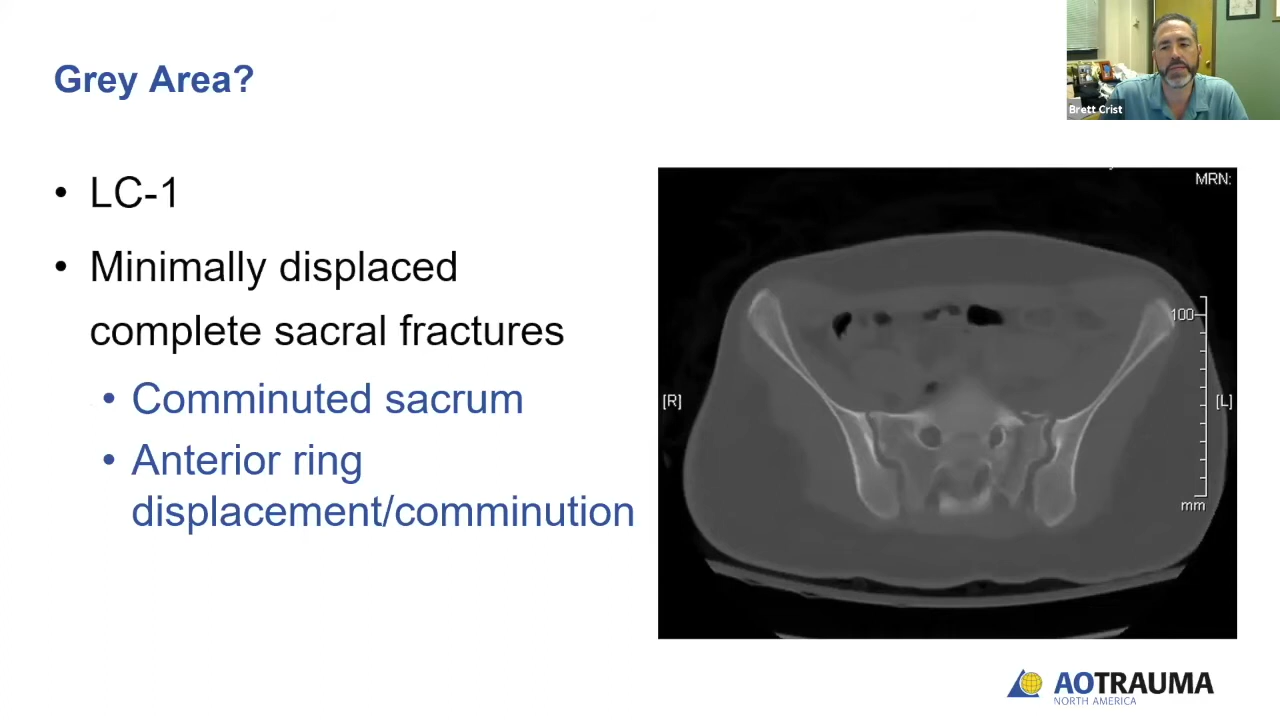 Grey Area?
Brett Crist
• LC-1
• Minimally displaced
complete sacral fractures
• Comminuted sacrum
• Anterior ring
displacement/comminution
MRN:
100
[R]
[L]
mm
AOTRAUMA
NORTH AMERICA